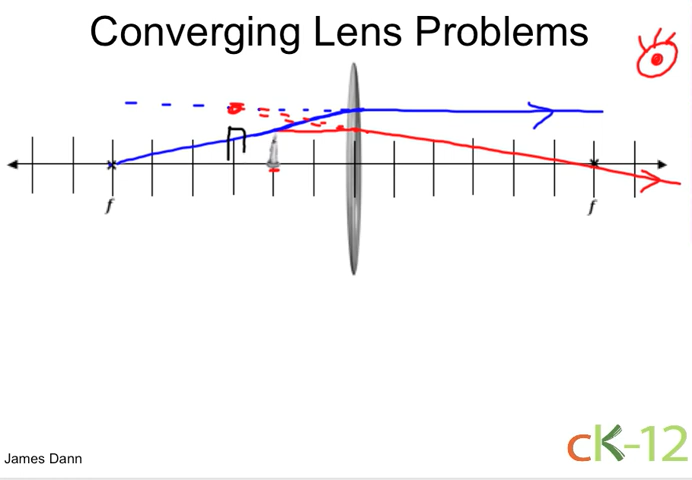 Converging Lens Problems
f
f
James Dann
cK-12